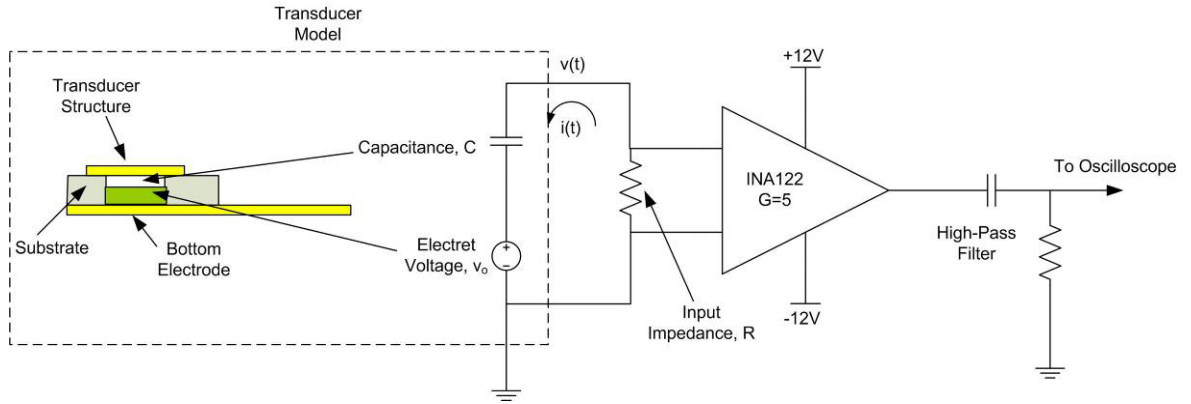 Transducer
Model
Transducer
Structure
Capacitance, C
Substrate
Bottom
Electrode
Electret
Voltage, vₒ
v(t)
i(t)
Input
Impedance, R
+12V
INA122
G=5
-12V
High-Pass
Filter
To Oscilloscope